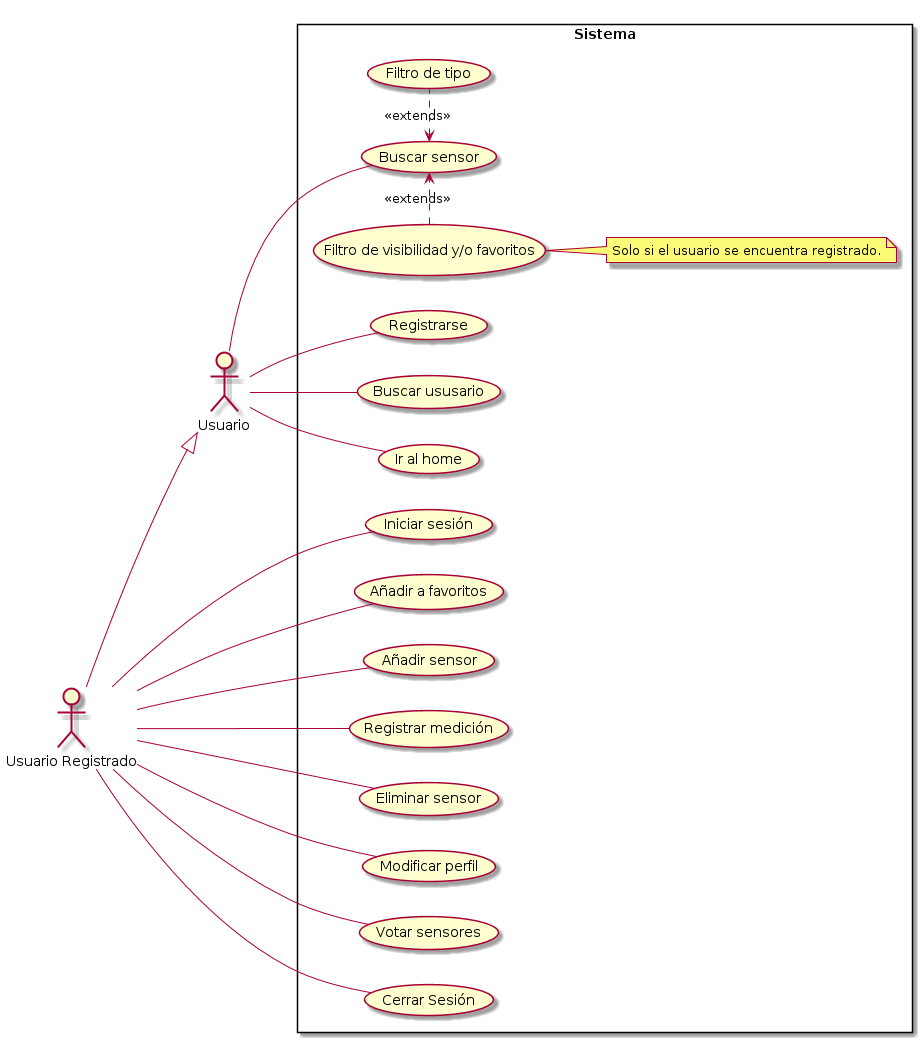 Sistema
Filtro de tipo
«extends»
Buscar sensor
«extends»
Filtro de visibilidad y/o favoritos
Solo si el usuario se encuentra registrado.
Registrarse
Buscar ususario
Usuario
Ir al home
Iniciar sesión
Añadir a favoritos
Añadir sensor
Registrar medición
Usuario Registrado
Eliminar sensor
Modificar perfil
Votar sensores
Cerrar Sesión